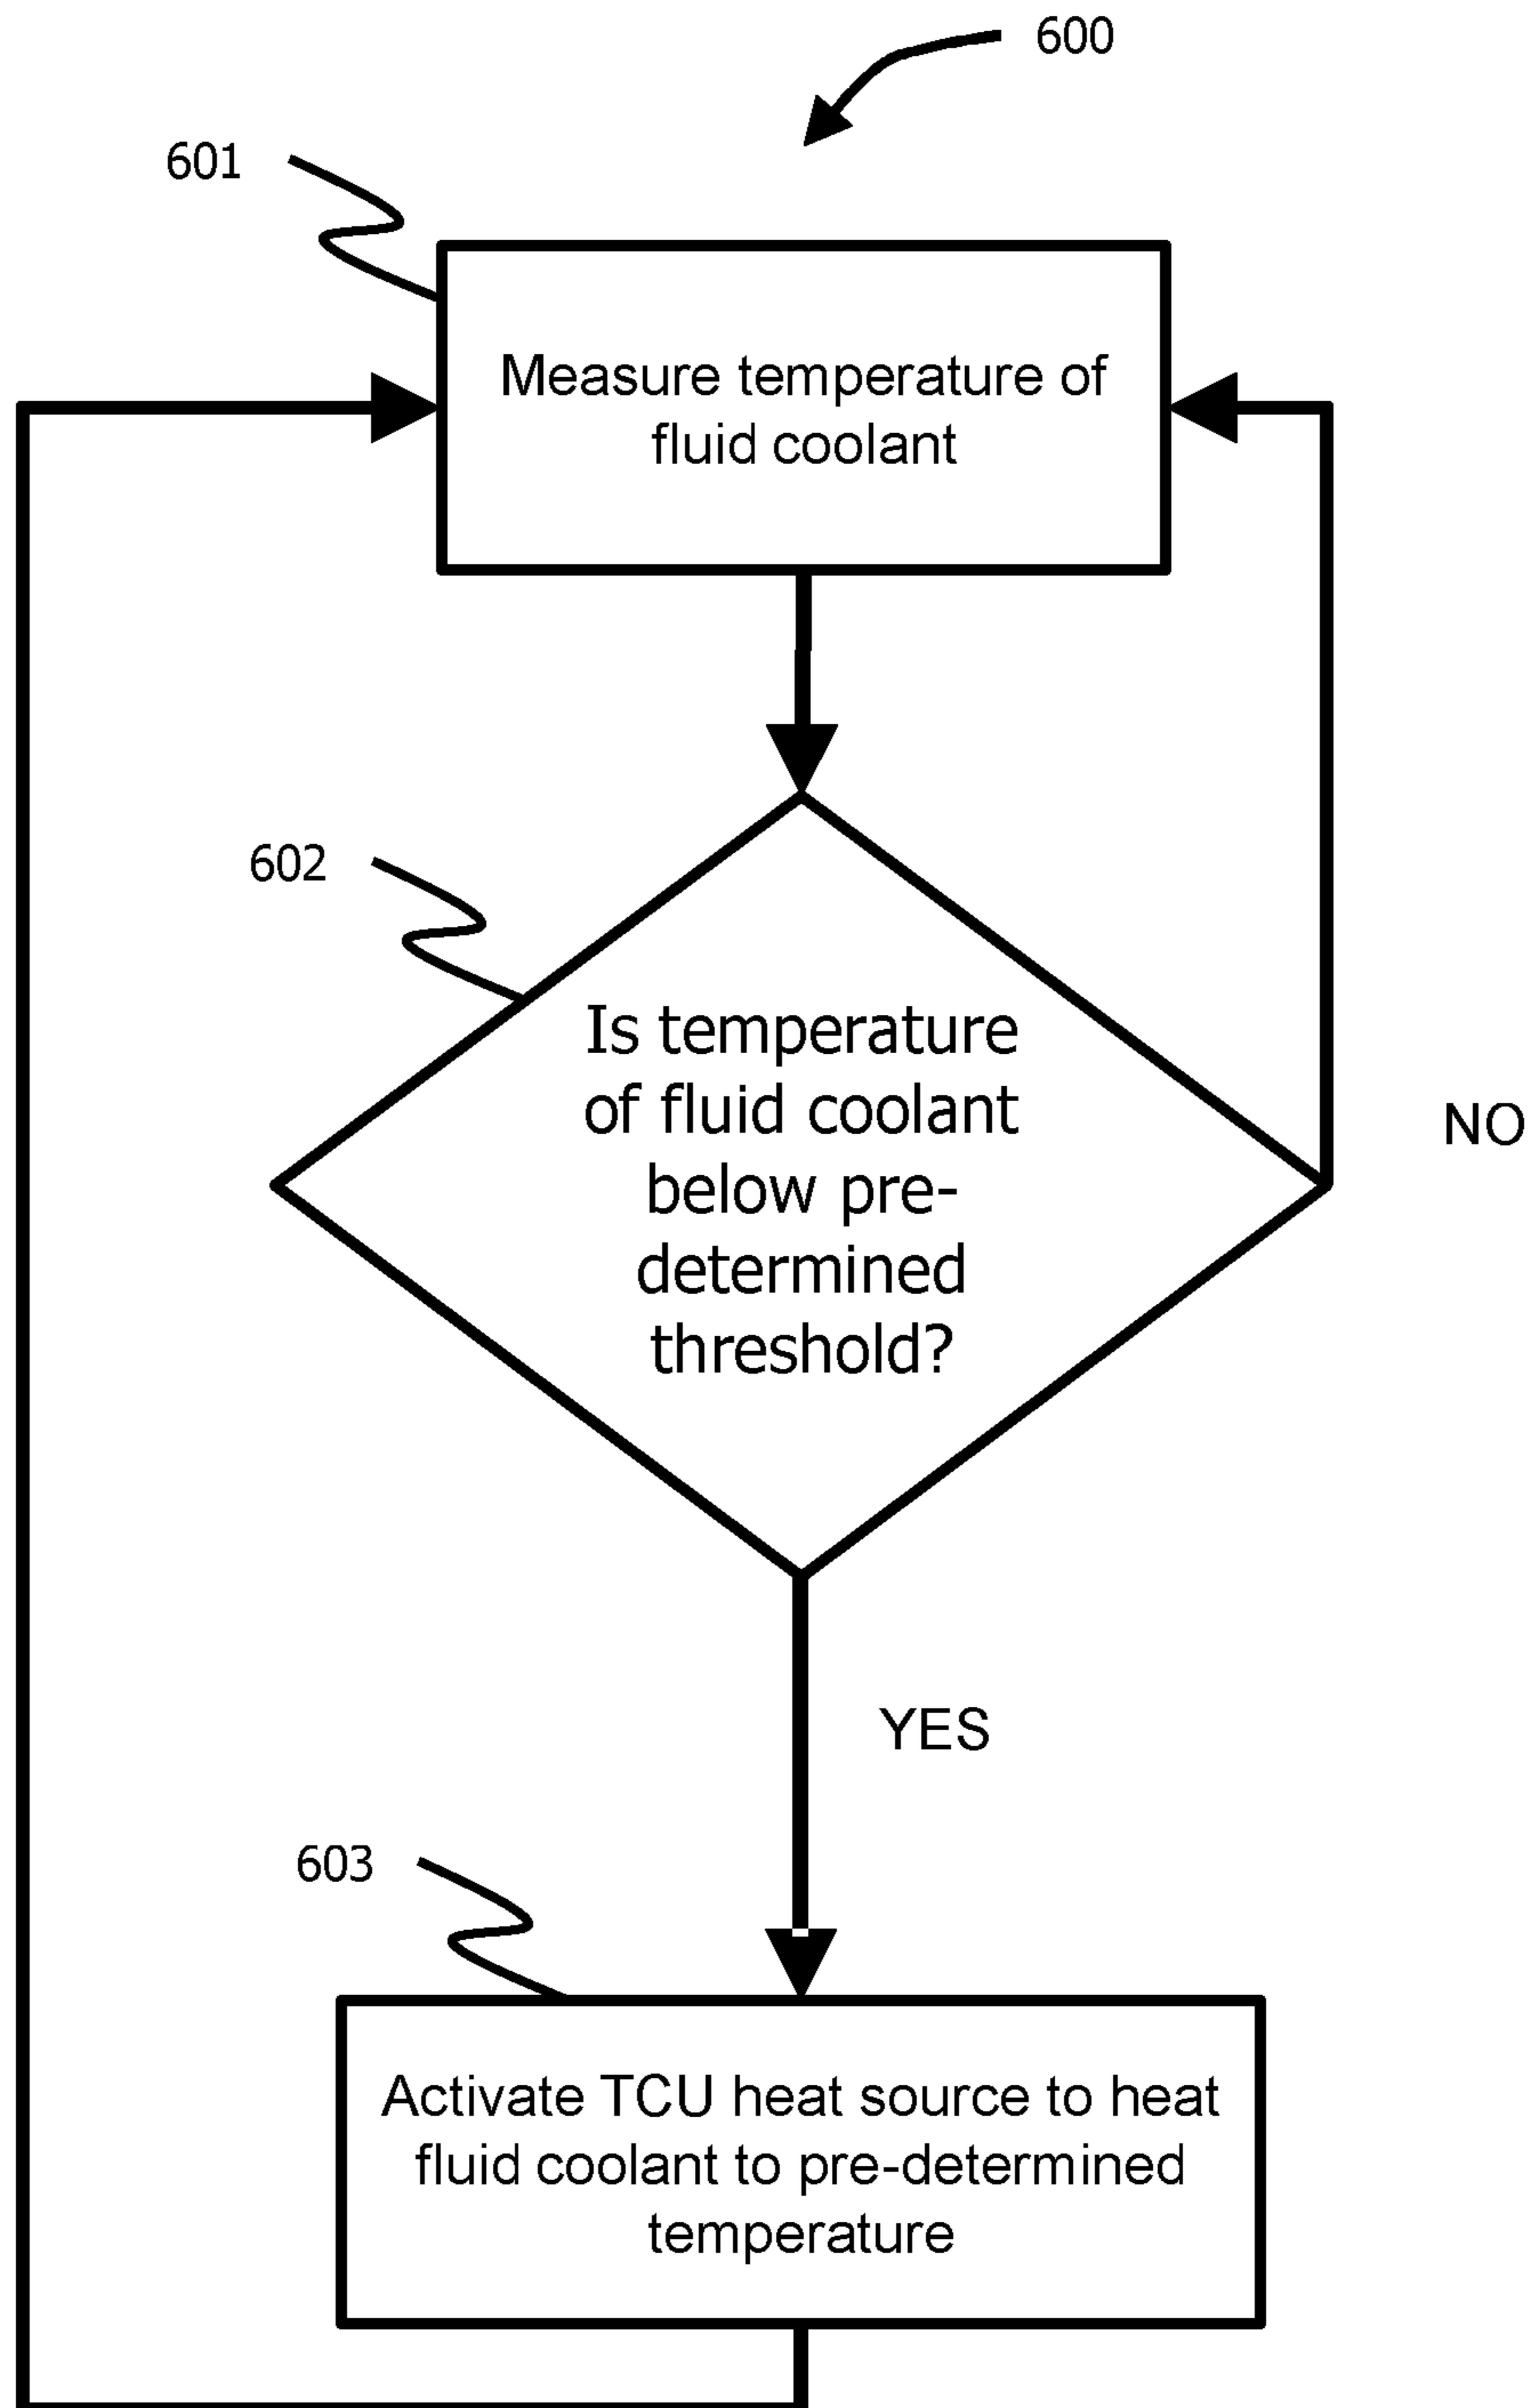 600
601
Measure temperature of
fluid coolant
602
Is temperature
of fluid coolant
below pre-
determined
threshold?
NO
YES
603
Activate TCU heat source to heat
fluid coolant to pre-determined
temperature